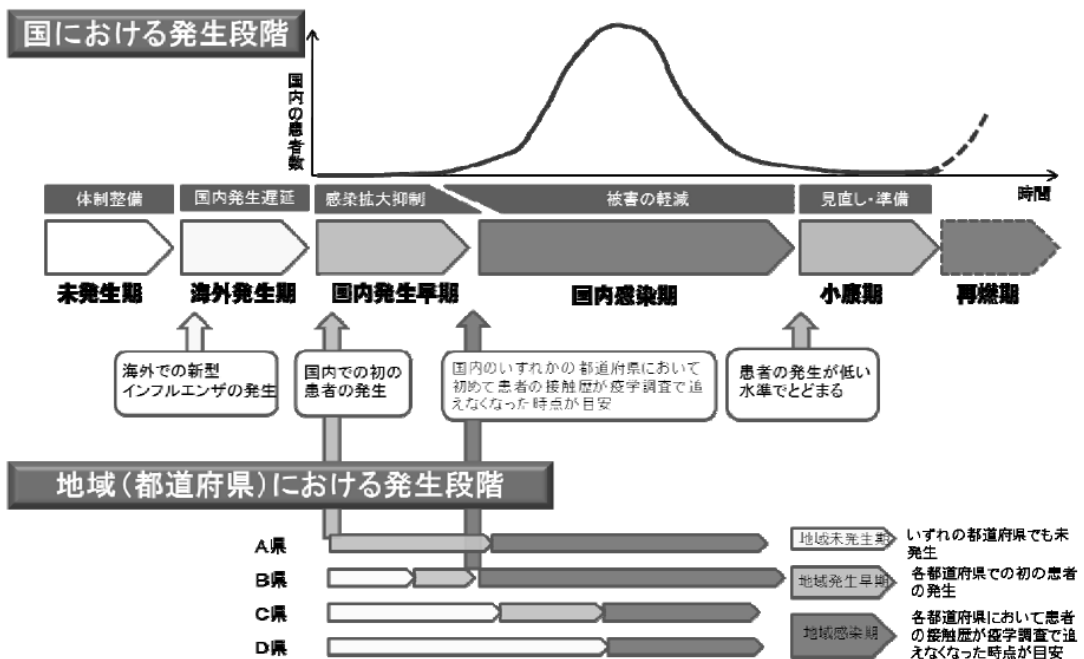 国における発生段階
国内の患者数
時間
体制整備
国内発生遅延
感染拡大抑制
被害の軽減
見直し・準備
未発生期
海外発生期
国内発生早期
国内感染期
小康期
再燃期
海外での新型
インフルエンザの発生
国内での初の
患者の発生
国内のいずれかの都道府県において
初めて患者の接触歴が疫学調査で追
えなくなった時点が目安
患者の発生が低い
水準でとどまる
地域(都道府県)における発生段階
A県
B県
C県
D県
地域未発生期
いずれの都道府県でも未
発生
地域発生早期
各都道府県での初の患者
の発生
地域感染期
各都道府県において患者
の接触歴が疫学調査で追
えなくなった時点が目安